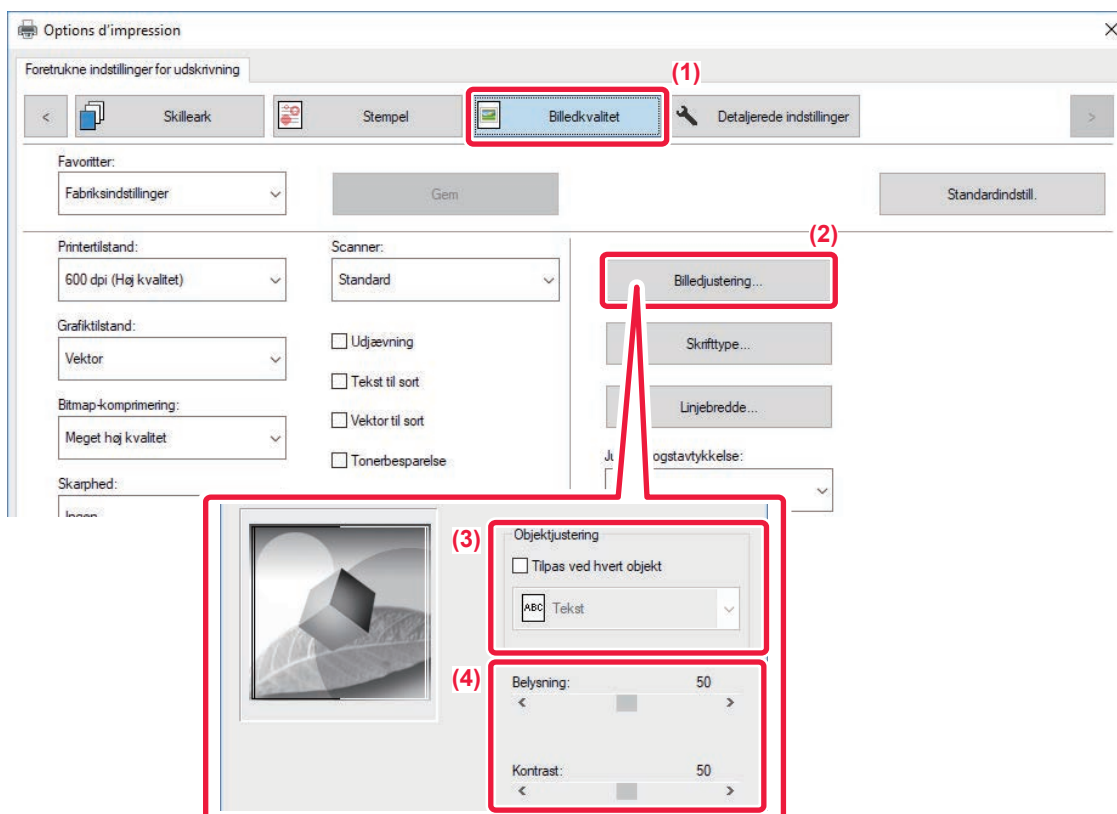 Options d'impression
Foretrukne indstillinger for udskrivning
(1)
< Skilleark Stempel Billedkvalitet Detaljerede indstillinger >
Favoritter:
Fabriksindstillinger Gem Standardindstill.
(2)
Printertilstand: Scanner:
600 dpi (Høj kvalitet) Standard Billedjustering...
Grafiktilstand:
Udjævning
Vektor Skrifttype...
Tekst til sort
Bitmap-komprimering:
Vektor til sort Linjebredde...
Meget høj kvalitet
Tonerbesparelse
Skarphed:
Ingen
(3) Objektjustering
Tilpas ved hvert objekt
ABC Tekst
(4) Belysning: 50
< >
Kontrast: 50
< >